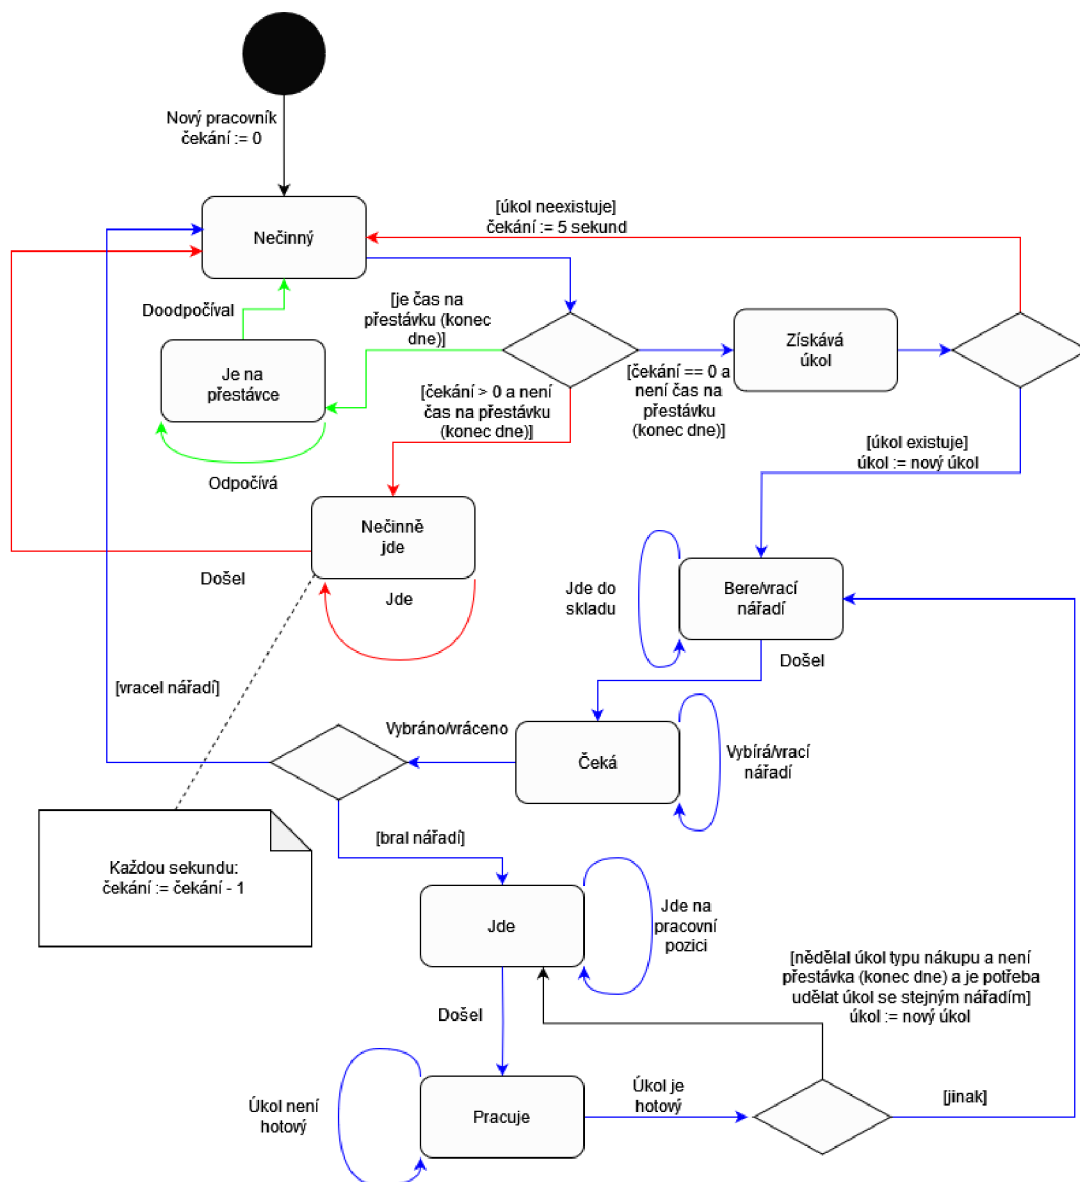 Nový pracovník
čekání := 0
Nečinný
[úkol neexistuje]
čekání := 5 sekund
Doodpočíval
[je čas na
přestávku (konec
dne)]
Získává
úkol
Je na
přestávce
[čekání > 0 a není
čas na přestávku
(konec dne)]
[čekání == 0 a
není čas na
přestávku
(konec dne)]
[úkol existuje]
úkol := nový úkol
Odpočívá
Nečinně
jde
Došel
Jde
Jde do
skladu
Bere/vrací
nářadí
Došel
[vracel nářadí]
Vybráno/vráceno
Čeká
Vybírá/vrací
nářadí
[bral nářadí]
Každou sekundu:
čekání := čekání - 1
Jde
Jde na
pracovní
pozici
[nědělal úkol typu nákupu a není
přestávka (konec dne) a je potřeba
udělat úkol se stejným nářadím]
úkol := nový úkol
Došel
Úkol není
hotový
Pracuje
Úkol je
hotový
[jinak]